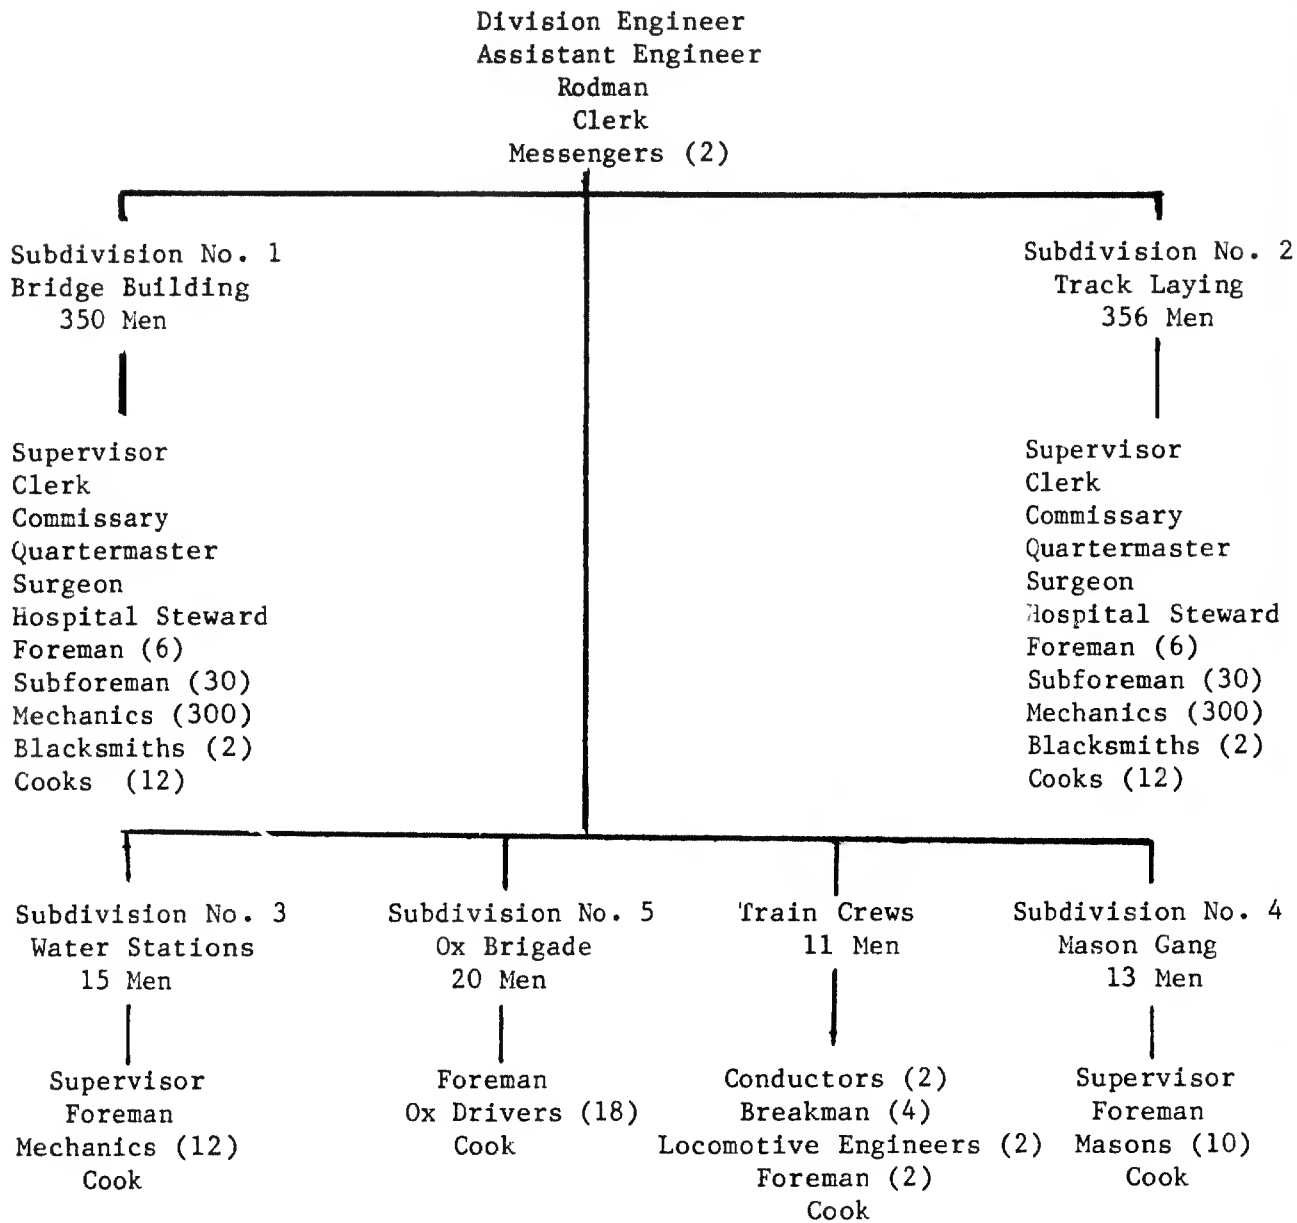 Division Engineer
Assistant Engineer
Rodman
Clerk
Messengers (2)
Subdivision No. 1
Bridge Building
350 Men
Supervisor
Clerk
Commissary
Quartermaster
Surgeon
Hospital Steward
Foreman (6)
Subforeman (30)
Mechanics (300)
Blacksmiths (2)
Cooks (12)
Subdivision No. 2
Track Laying
356 Men
Supervisor
Clerk
Commissary
Quartermaster
Surgeon
Hospital Steward
Foreman (6)
Subforeman (30)
Mechanics (300)
Blacksmiths (2)
Cooks (12)
Subdivision No. 3
Water Stations
15 Men
Supervisor
Foreman
Mechanics (12)
Cook
Subdivision No. 5
Ox Brigade
20 Men
Foreman
Ox Drivers (18)
Cook
Train Crews
11 Men
Conductors (2)
Breakman (4)
Locomotive Engineers (2)
Foreman (2)
Cook
Subdivision No. 4
Mason Gang
13 Men
Supervisor
Foreman
Masons (10)
Cook